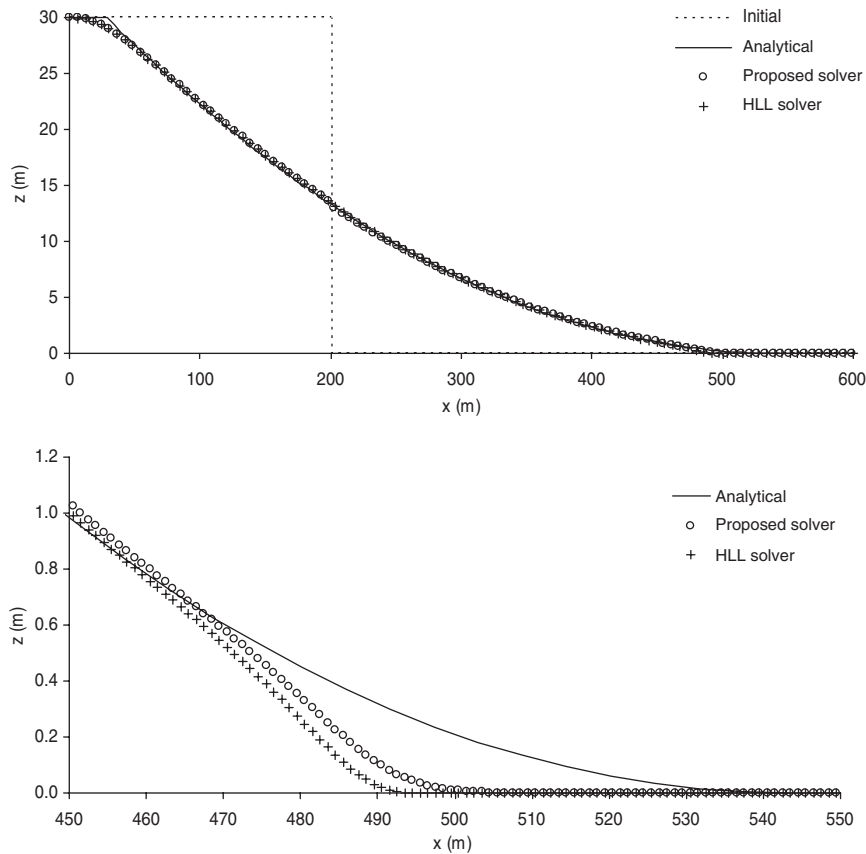 30
25
20
15
10
5
0
z (m)
0 100 200 300 400 500 600
x (m)
Initial
Analytical
Proposed solver
HLL solver
1.2
1.0
0.8
0.6
0.4
0.2
0.0
z (m)
450 460 470 480 490 500 510 520 530 540 550
x (m)
Analytical
Proposed solver
HLL solver